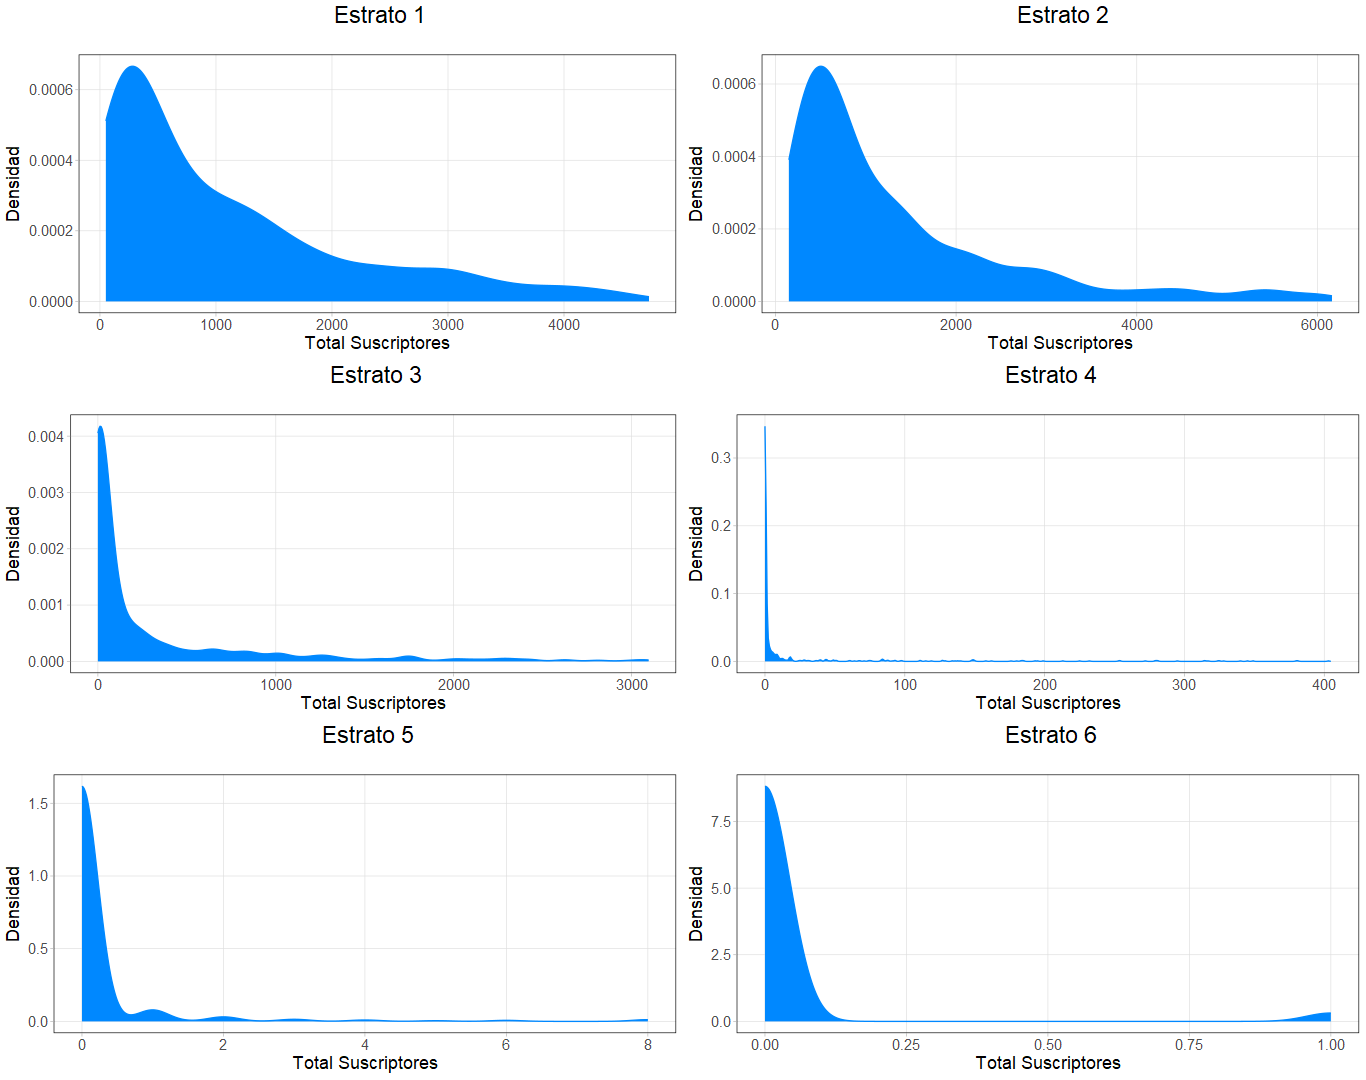 Estrato 1
Densidad
0.0006
0.0004
0.0002
0.0000
0 1000 2000 3000 4000
Total Suscriptores
Estrato 2
Densidad
0.0006
0.0004
0.0002
0.0000
0 2000 4000 6000
Total Suscriptores
Estrato 3
Densidad
0.004
0.003
0.002
0.001
0.000
0 1000 2000 3000
Total Suscriptores
Estrato 4
Densidad
0.3
0.2
0.1
0.0
0 100 200 300 400
Total Suscriptores
Estrato 5
Densidad
1.5
1.0
0.5
0.0
0 2 4 6 8
Total Suscriptores
Estrato 6
Densidad
7.5
5.0
2.5
0.0
0.00 0.25 0.50 0.75 1.00
Total Suscriptores